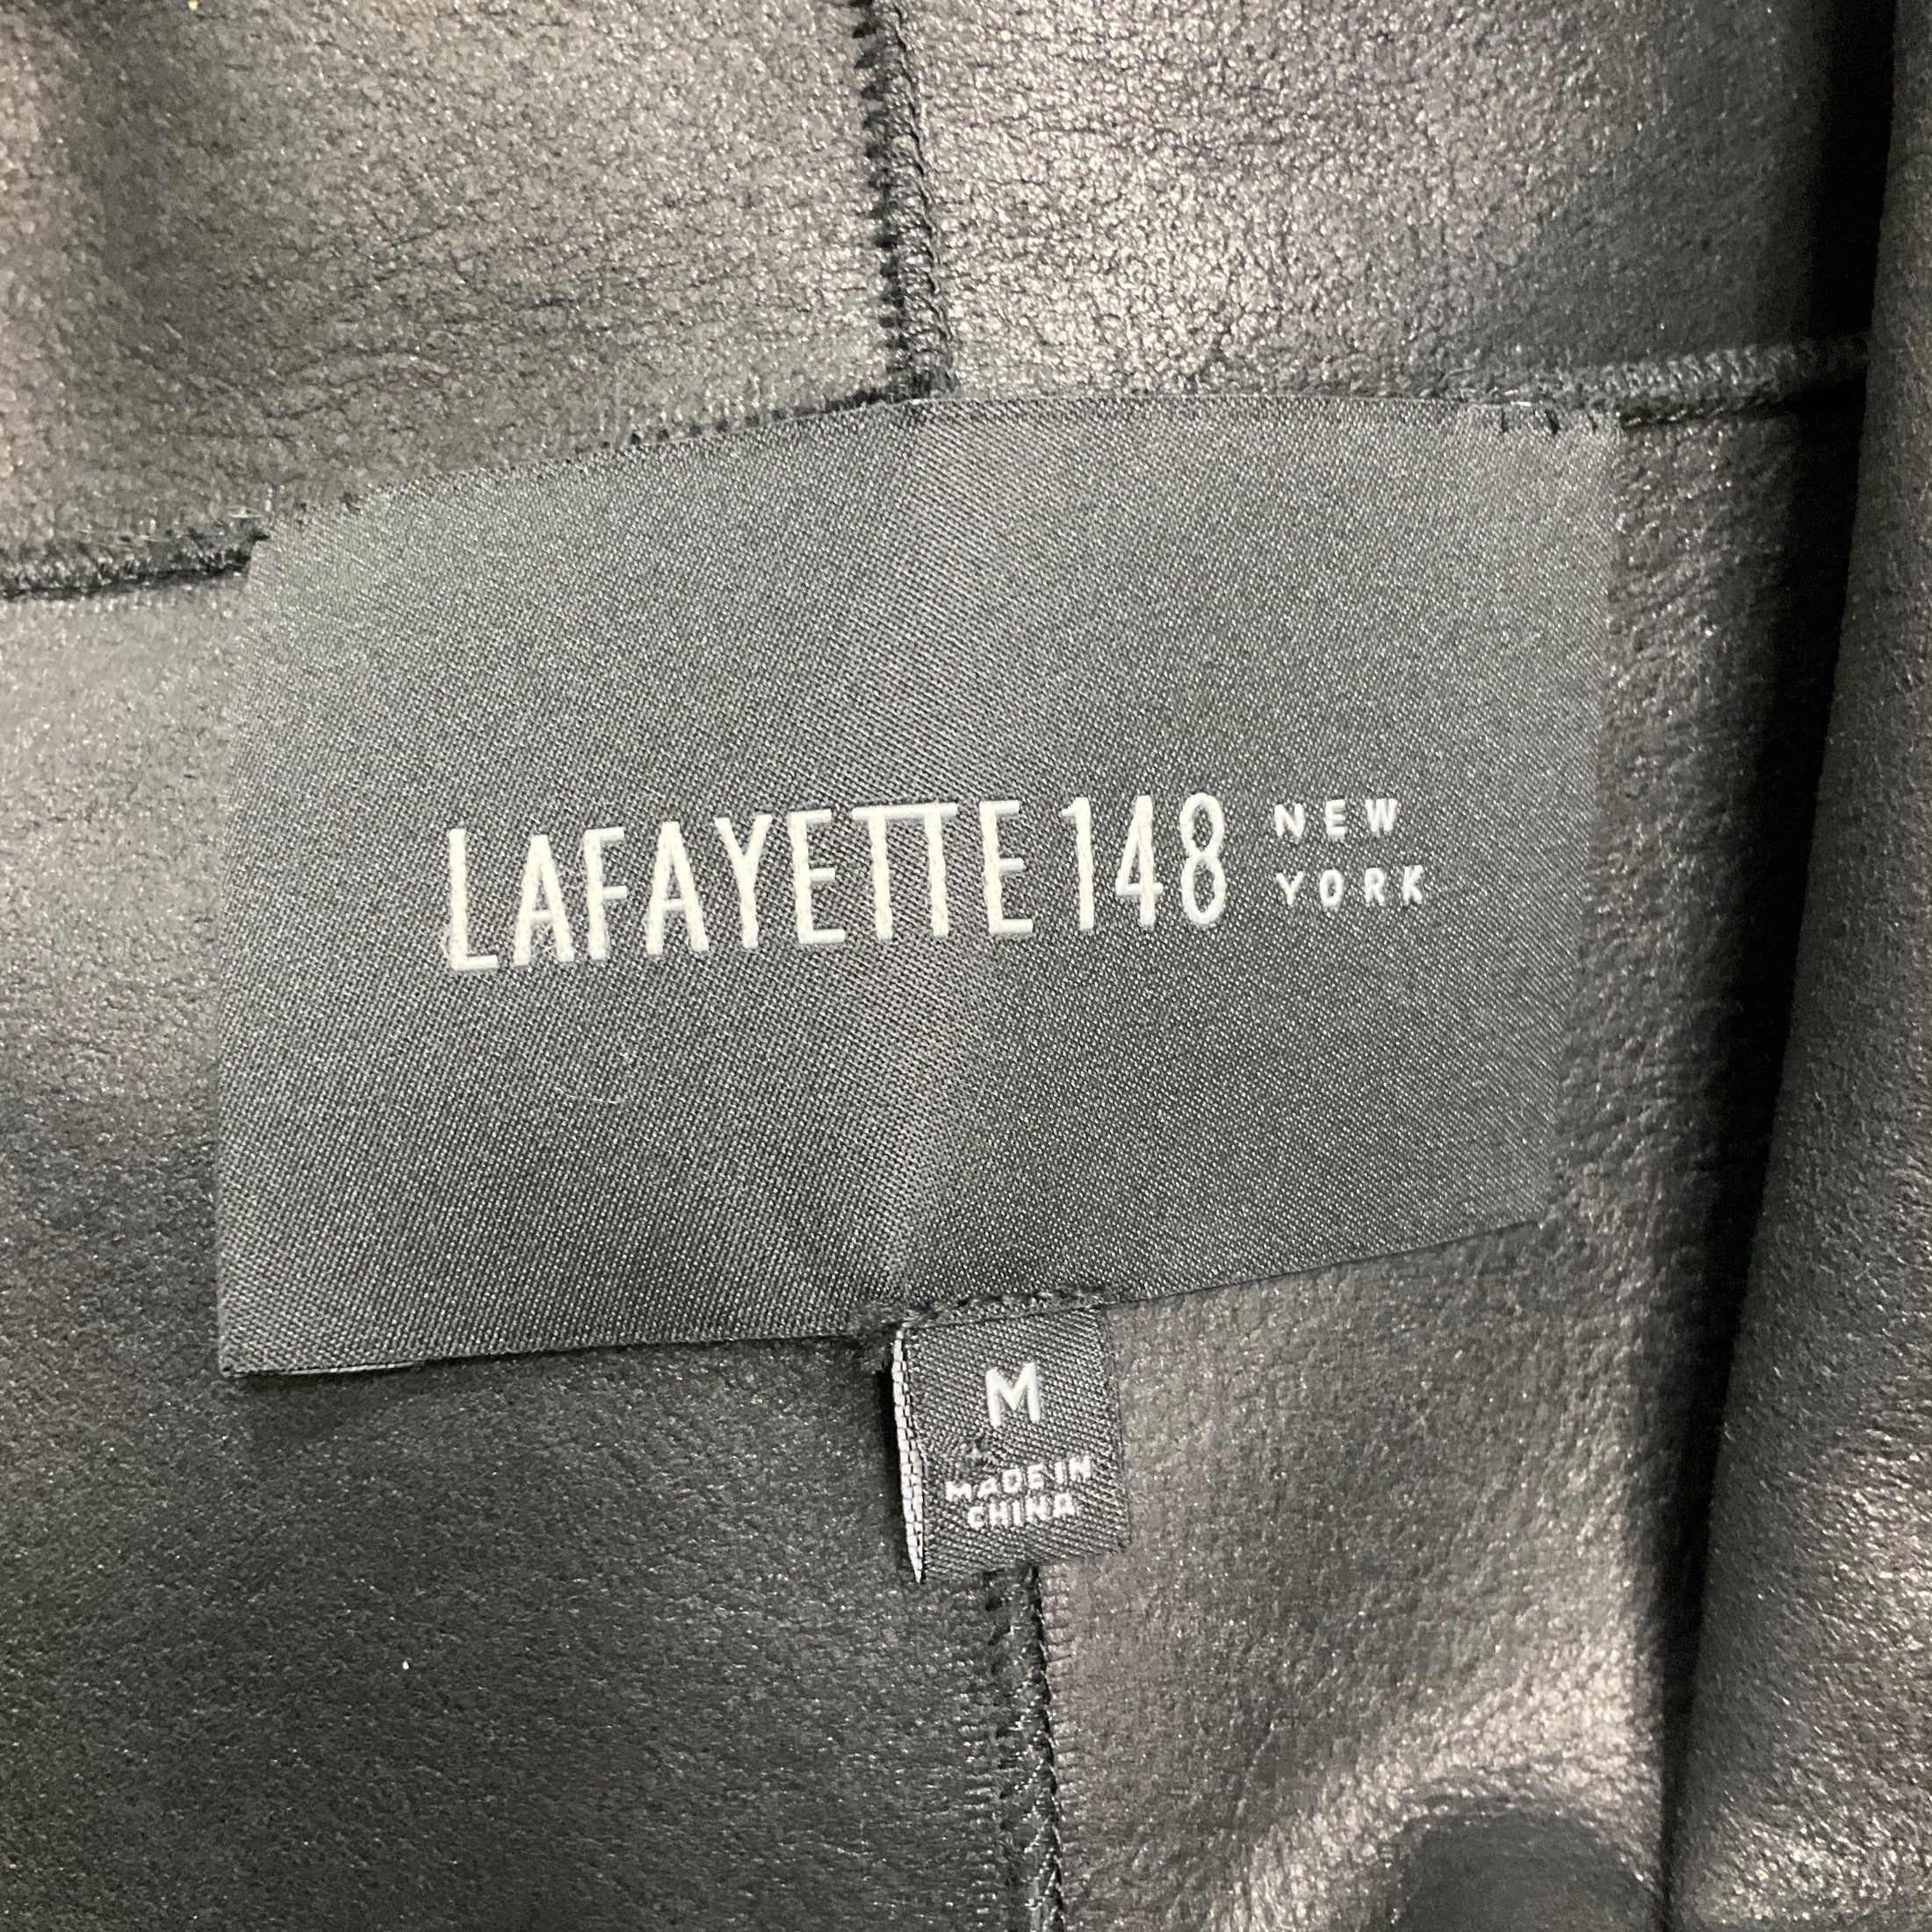 LAFAYETTE 148 NEW YORK
M
MADE IN
CHINA